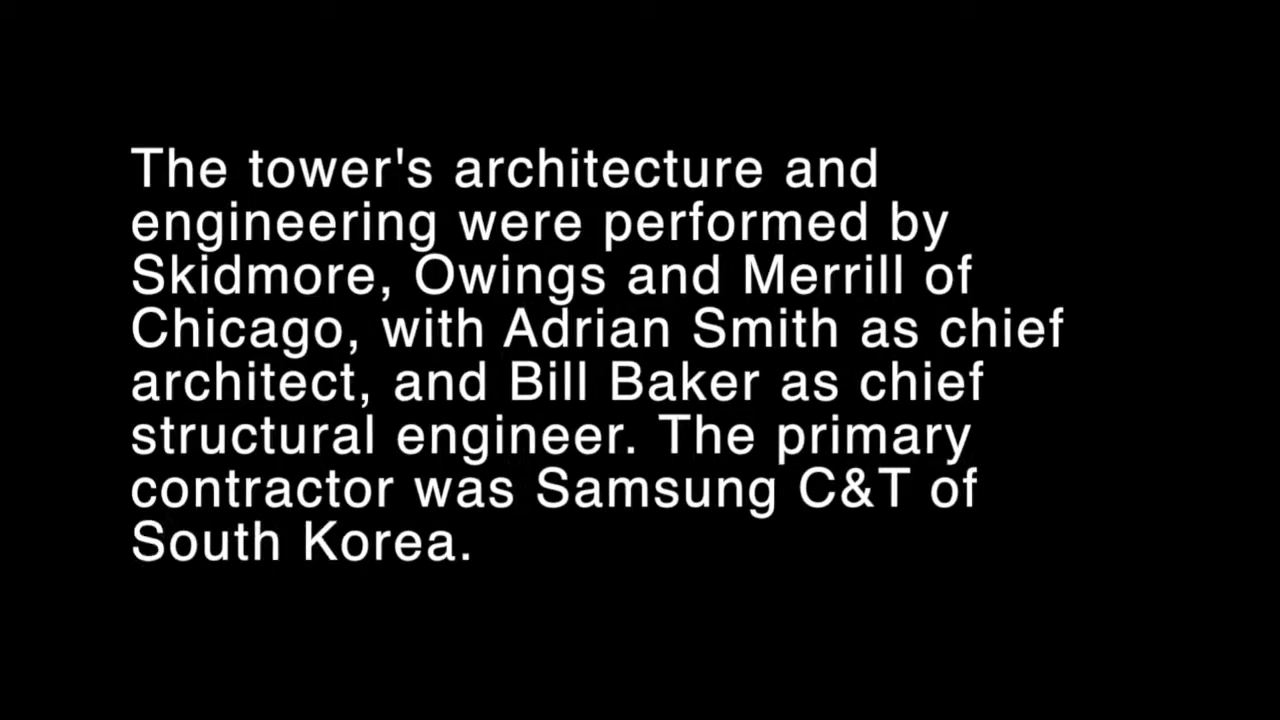 The tower's architecture and
engineering were performed by
Skidmore, Owings and Merrill of
Chicago, with Adrian Smith as chief
architect, and Bill Baker as chief
structural engineer. The primary
contractor was Samsung C&T of
South Korea.